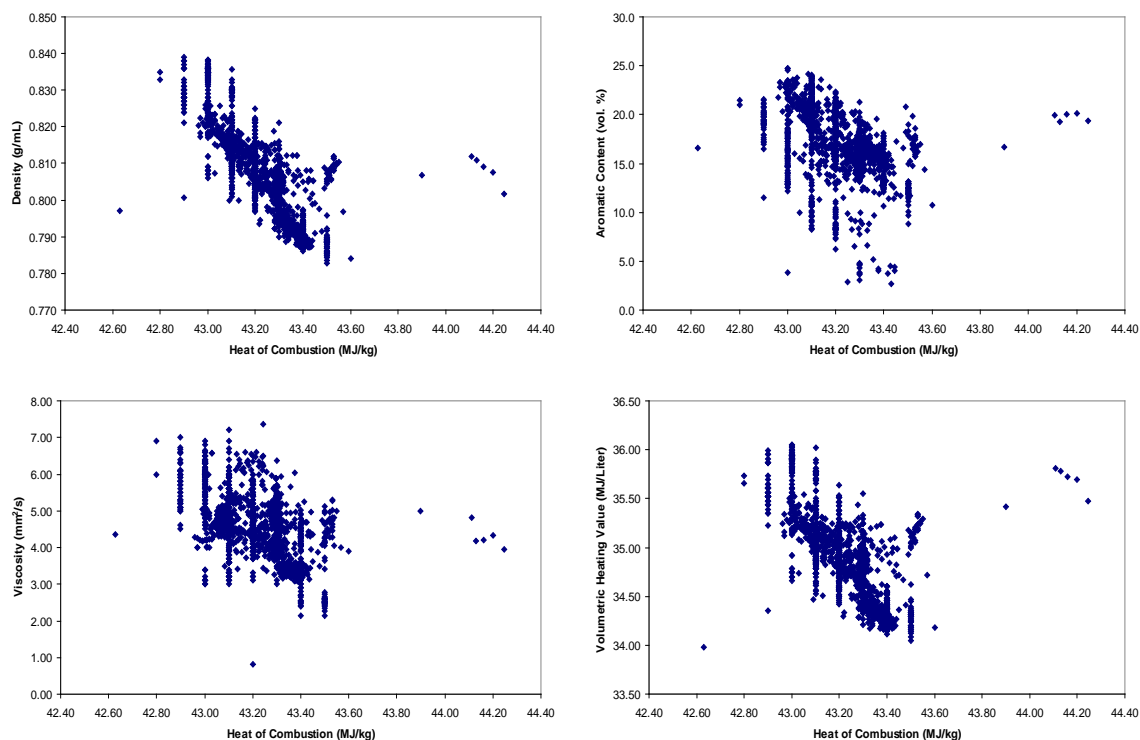 0.850
0.840
0.830
0.820
0.810
0.800
0.790
0.780
0.770
Density (g/mL)
42.40 42.60 42.80 43.00 43.20 43.40 43.60 43.80 44.00 44.20 44.40
Heat of Combustion (MJ/kg)
30.0
25.0
20.0
15.0
10.0
5.0
0.0
Aromatic Content (vol. %)
42.40 42.60 42.80 43.00 43.20 43.40 43.60 43.80 44.00 44.20 44.40
Heat of Combustion (MJ/kg)
8.00
7.00
6.00
5.00
4.00
3.00
2.00
1.00
0.00
Viscosity (mm²/s)
42.40 42.60 42.80 43.00 43.20 43.40 43.60 43.80 44.00 44.20 44.40
Heat of Combustion (MJ/kg)
36.50
36.00
35.50
35.00
34.50
34.00
33.50
Volumetric Heating Value (MJ/Liter)
42.40 42.60 42.80 43.00 43.20 43.40 43.60 43.80 44.00 44.20 44.40
Heat of Combustion (MJ/kg)